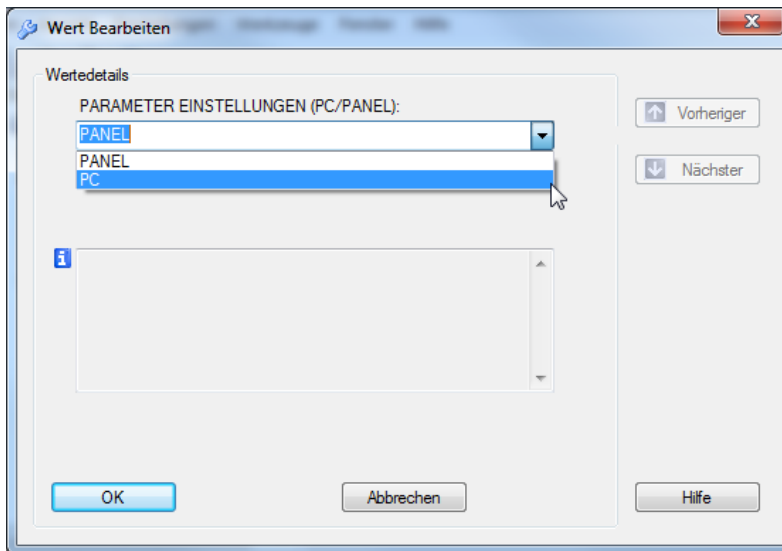 Wert Bearbeiten
Wertedetails
PARAMETER EINSTELLUNGEN (PC/PANEL):
PANEL
PANEL
PC
Vorheriger
Nächster
OK
Abbrechen
Hilfe